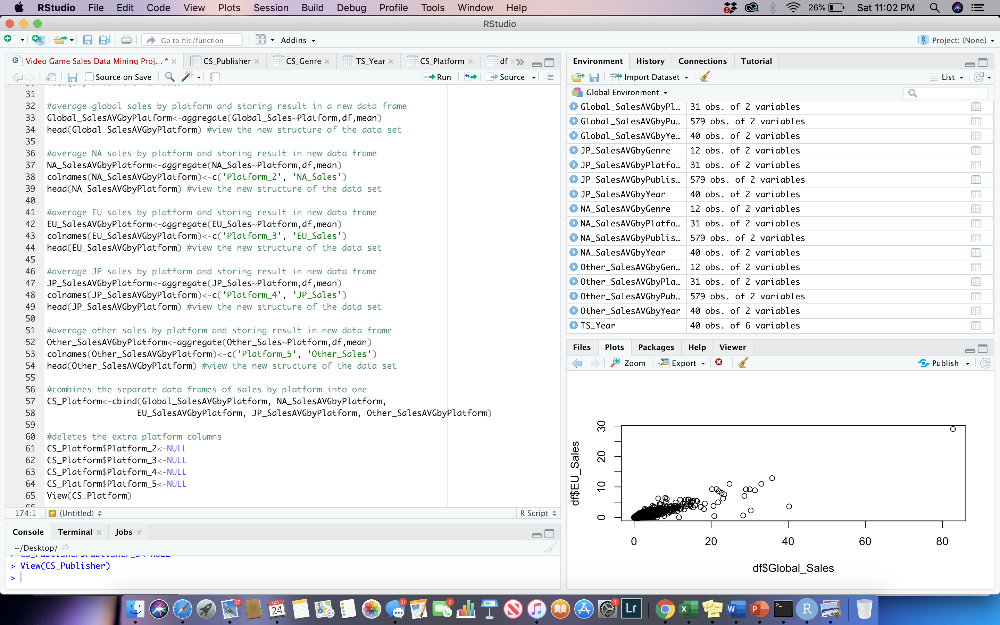 RStudio File Edit Code View Plots Session Build Debug Profile Tools Window Help 2 26% Sat 11:02 PM
RStudio
Go to file/function Addins Project: (None)
Video Game Sales Data Mining Proj... * CS_Publisher CS_Genre TS_Year CS_Platform df
Source on Save Run Source
31
32 #average global sales by platform and storing result in a new data frame
33 Global_SalesAVGbyPlatform<-aggregate(Global_Sales~Platform,df,mean)
34 head(Global_SalesAVGbyPlatform) #view the new structure of the data set
35
36 #average NA sales by platform and storing result in new data frame
37 NA_SalesAVGbyPlatform<-aggregate(NA_Sales~Platform,df,mean)
38 colnames(NA_SalesAVGbyPlatform)<-c('Platform_2', 'NA_Sales')
39 head(NA_SalesAVGbyPlatform) #view the new structure of the data set
40
41 #average EU sales by platform and storing result in new data frame
42 EU_SalesAVGbyPlatform<-aggregate(EU_Sales~Platform,df,mean)
43 colnames(EU_SalesAVGbyPlatform)<-c('Platform_3', 'EU_Sales')
44 head(EU_SalesAVGbyPlatform) #view the new structure of the data set
45
46 #average JP sales by platform and storing result in new data frame
47 JP_SalesAVGbyPlatform<-aggregate(JP_Sales~Platform,df,mean)
48 colnames(JP_SalesAVGbyPlatform)<-c('Platform_4', 'JP_Sales')
49 head(JP_SalesAVGbyPlatform) #view the new structure of the data set
50
51 #average other sales by platform and storing result in new data frame
52 Other_SalesAVGbyPlatform<-aggregate(Other_Sales~Platform,df,mean)
53 colnames(Other_SalesAVGbyPlatform)<-c('Platform_5', 'Other_Sales')
54 head(Other_SalesAVGbyPlatform) #view the new structure of the data set
55
56 #combines the separate data frames of sales by platform into one
57 CS_Platform<-cbind(Global_SalesAVGbyPlatform, NA_SalesAVGbyPlatform,
58 EU_SalesAVGbyPlatform, JP_SalesAVGbyPlatform, Other_SalesAVGbyPlatform)
59
60 #deletes the extra platform columns
61 CS_Platform$Platform_2<-NULL
62 CS_Platform$Platform_3<-NULL
63 CS_Platform$Platform_4<-NULL
64 CS_Platform$Platform_5<-NULL
65 View(CS_Platform)
174:1 # (Untitled) R Script
Console Terminal Jobs
~/Desktop/
> View(CS_Publisher)
>
Environment History Connections Tutorial
Import Dataset List
Global Environment
Global_SalesAVGbyPl... 31 obs. of 2 variables
Global_SalesAVGbyPu... 579 obs. of 2 variables
Global_SalesAVGbyYe... 40 obs. of 2 variables
JP_SalesAVGbyGenre 12 obs. of 2 variables
JP_SalesAVGbyPlatfo... 31 obs. of 2 variables
JP_SalesAVGbyPublis... 579 obs. of 2 variables
JP_SalesAVGbyYear 40 obs. of 2 variables
NA_SalesAVGbyGenre 12 obs. of 2 variables
NA_SalesAVGbyPlatfo... 31 obs. of 2 variables
NA_SalesAVGbyPublis... 579 obs. of 2 variables
NA_SalesAVGbyYear 40 obs. of 2 variables
Other_SalesAVGbyGen... 12 obs. of 2 variables
Other_SalesAVGbyPla... 31 obs. of 2 variables
Other_SalesAVGbyPub... 579 obs. of 2 variables
Other_SalesAVGbyYear 40 obs. of 2 variables
TS_Year 40 obs. of 6 variables
Files Plots Packages Help Viewer
Zoom Export Publish
df$EU_Sales
30
20
10
0
0 20 40 60 80
df$Global_Sales
37 OCT 24 21 6 1 Lr X W P >_ R